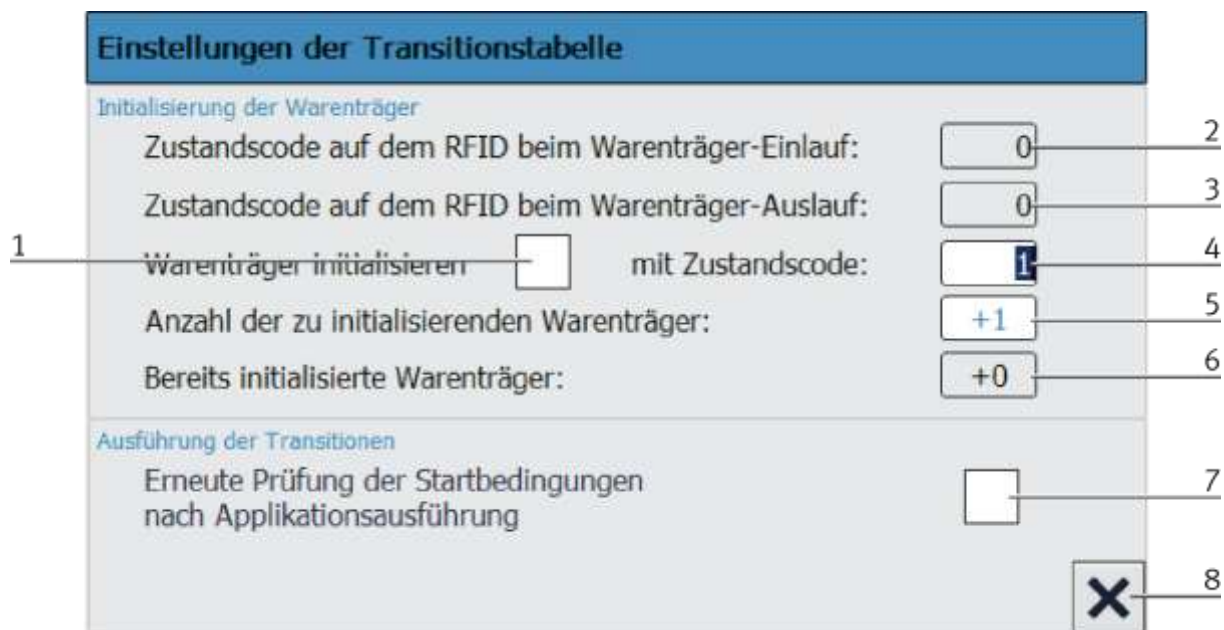 Einstellungen der Transitionstabelle
Initialisierung der Warenträger
Zustandscode auf dem RFID beim Warenträger-Einlauf: 0 2
Zustandscode auf dem RFID beim Warenträger-Auslauf: 0 3
1 Warenträger initialisieren mit Zustandscode: 1 4
Anzahl der zu initialisierenden Warenträger: +1 5
Bereits initialisierte Warenträger: +0 6
Ausführung der Transitionen
Erneute Prüfung der Startbedingungen
nach Applikationsausführung 7
8